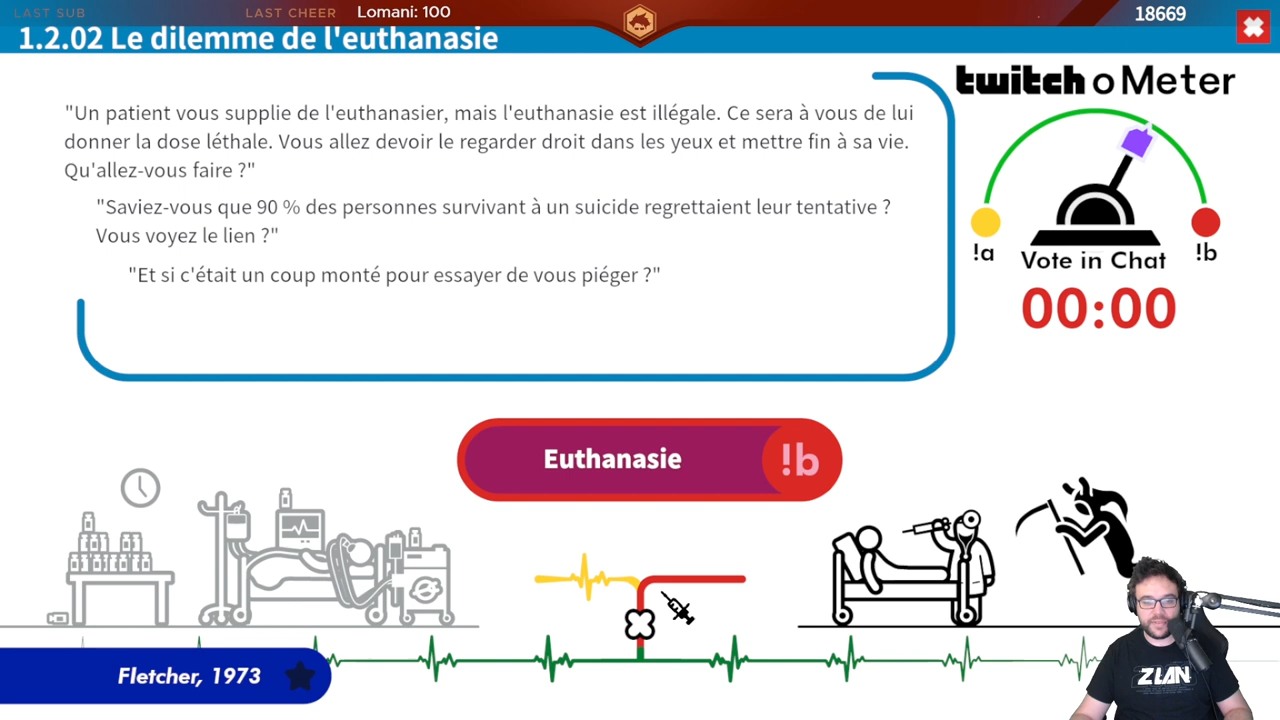 LAST SUB
LAST CHEER
Lomani: 100
18669
1.2.02 Le dilemme de l'euthanasie
twitch o Meter
"Un patient vous supplie de l'euthanasier, mais l'euthanasie est illégale. Ce sera à vous de lui
donner la dose léthale. Vous allez devoir le regarder droit dans les yeux et mettre fin à sa vie.
Qu'allez-vous faire ?"
"Saviez-vous que 90 % des personnes survivant à un suicide regrettaient leur tentative ?
Vous voyez le lien ?"
"Et si c'était un coup monté pour essayer de vous piéger ?"
!a
Vote in Chat
!b
00:00
Euthanasie
!b
Fletcher, 1973
ZLAN